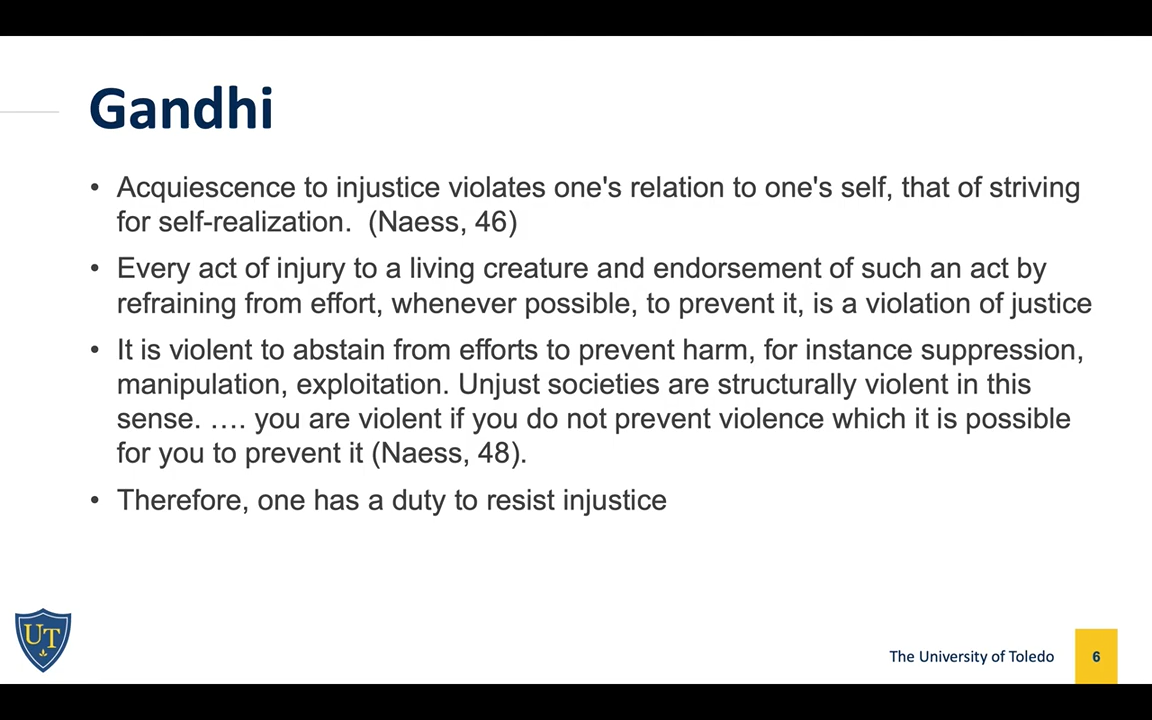 Gandhi
• Acquiescence to injustice violates one's relation to one's self, that of striving
for self-realization.  (Naess, 46)
• Every act of injury to a living creature and endorsement of such an act by
refraining from effort, whenever possible, to prevent it, is a violation of justice
• It is violent to abstain from efforts to prevent harm, for instance suppression,
manipulation, exploitation. Unjust societies are structurally violent in this
sense. …. you are violent if you do not prevent violence which it is possible
for you to prevent it (Naess, 48).
• Therefore, one has a duty to resist injustice
UT
The University of Toledo
6